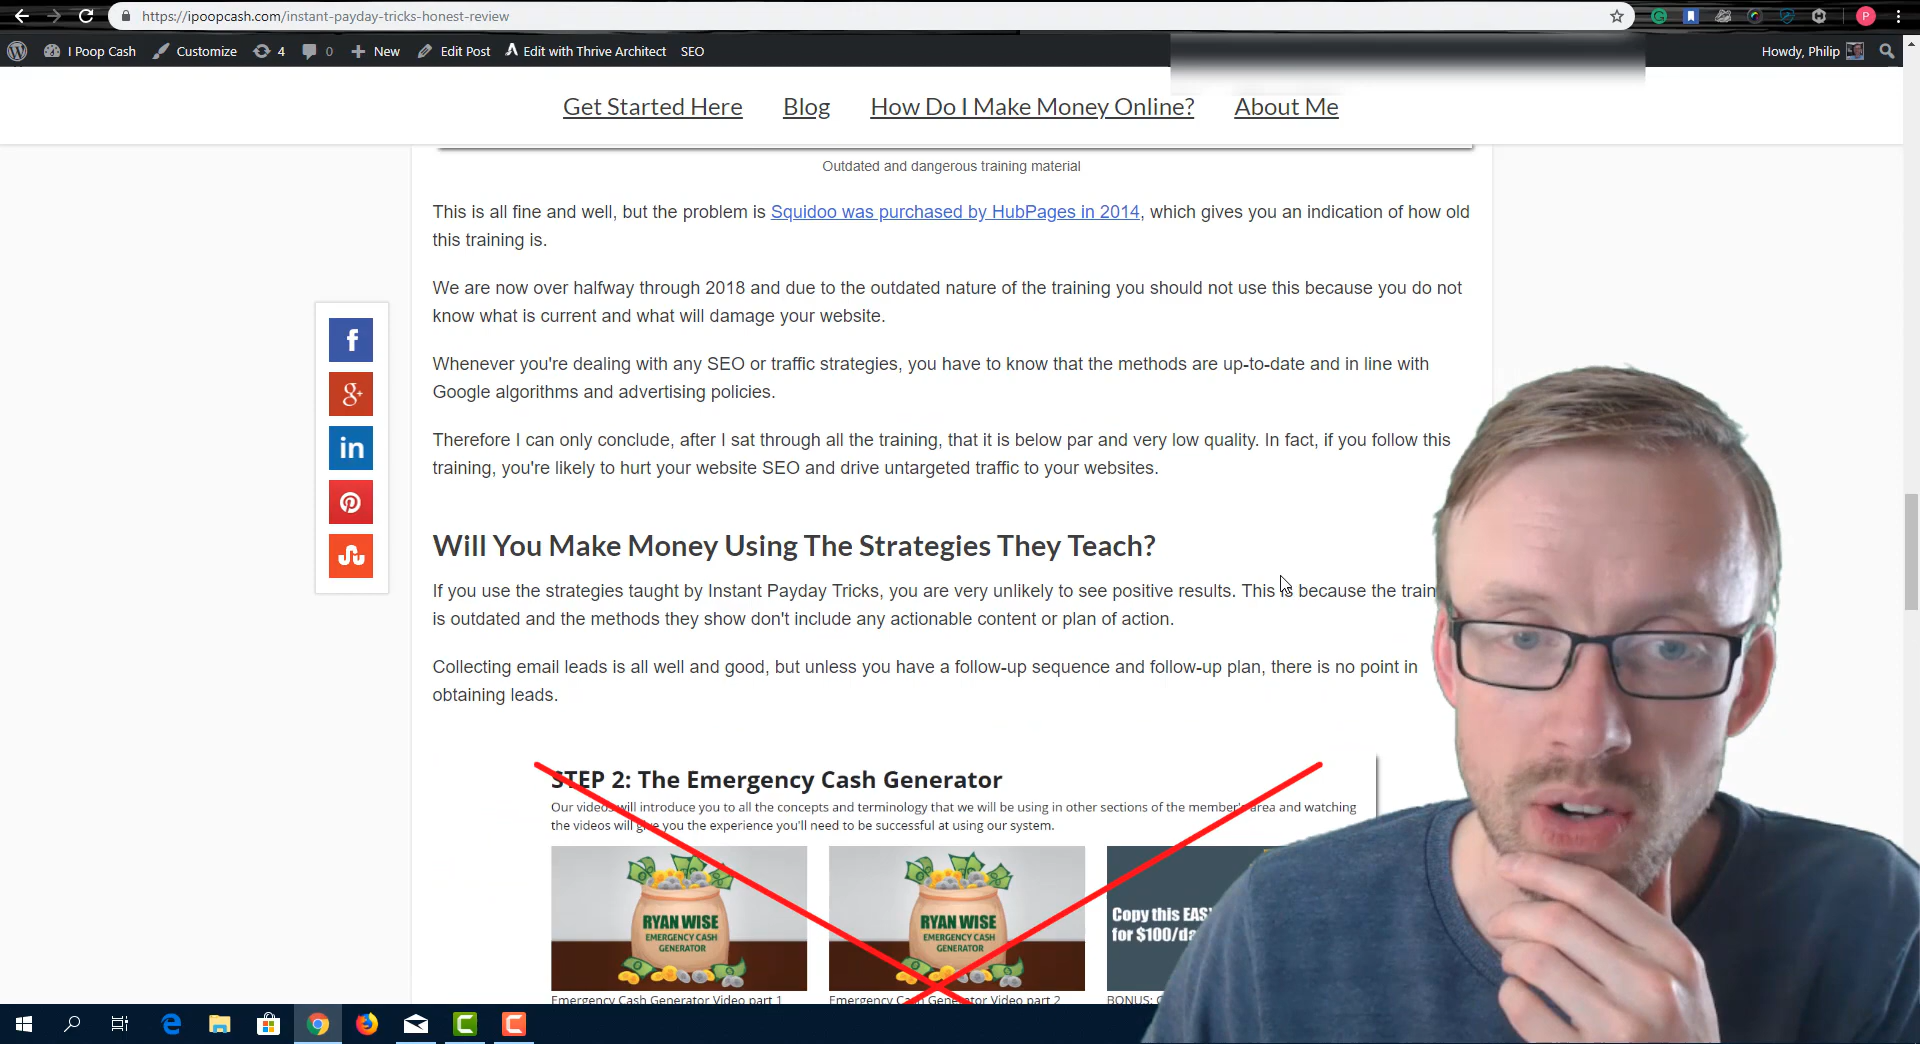 https://ipoopcash.com/instant-payday-tricks-honest-review
P
I Poop Cash Customize 4 0 New Edit Post Edit with Thrive Architect SEO Howdy, Philip
Get Started Here Blog How Do I Make Money Online? About Me
Outdated and dangerous training material
This is all fine and well, but the problem is Squidoo was purchased by HubPages in 2014, which gives you an indication of how old
this training is.
We are now over halfway through 2018 and due to the outdated nature of the training you should not use this because you do not
know what is current and what will damage your website.
Whenever you're dealing with any SEO or traffic strategies, you have to know that the methods are up-to-date and in line with
Google algorithms and advertising policies.
Therefore I can only conclude, after I sat through all the training, that it is below par and very low quality. In fact, if you follow this
training, you're likely to hurt your website SEO and drive untargeted traffic to your websites.
Will You Make Money Using The Strategies They Teach?
If you use the strategies taught by Instant Payday Tricks, you are very unlikely to see positive results. This is because the train
is outdated and the methods they show don't include any actionable content or plan of action.
Collecting email leads is all well and good, but unless you have a follow-up sequence and follow-up plan, there is no point in
obtaining leads.
STEP 2: The Emergency Cash Generator
Our videos will introduce you to all the concepts and terminology that we will be using in other sections of the member's area and watching
the videos will give you the experience you'll need to be successful at using our system.
RYAN WISE
EMERGENCY CASH
GENERATOR
RYAN WISE
EMERGENCY CASH
GENERATOR
Copy this EAS
for $100/da
Emergency Cash Generator Video part 1
Emergency Cash Generator Video part 2
BONUS: